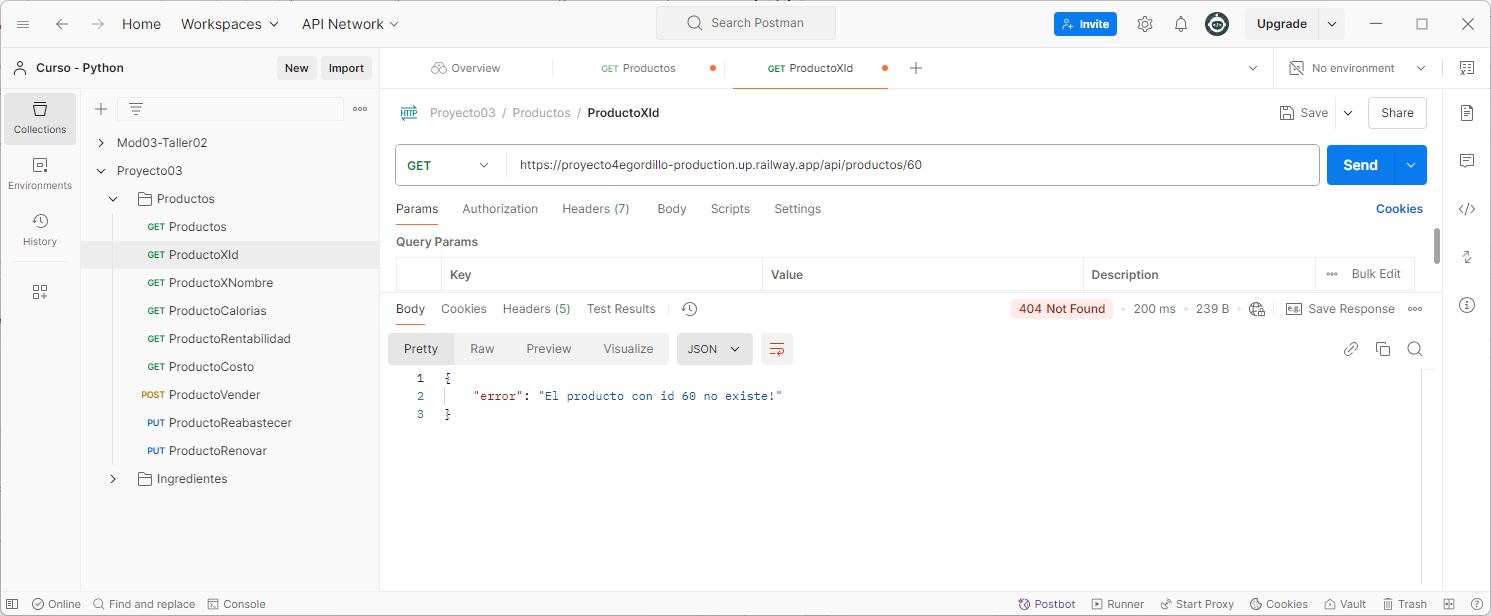 Home Workspaces API Network Search Postman Invite Upgrade
Curso - Python New Import Overview GET Productos GET ProductoXId No environment
Collections
Environments
History
Mod03-Taller02
Proyecto03
Productos
GET Productos
GET ProductoXId
GET ProductoXNombre
GET ProductoCalorias
GET ProductoRentabilidad
GET ProductoCosto
POST ProductoVender
PUT ProductoReabastecer
PUT ProductoRenovar
Ingredientes
HTTP Proyecto03 / Productos / ProductoXId Save Share
GET https://proyecto4egordillo-production.up.railway.app/api/productos/60 Send
Params Authorization Headers (7) Body Scripts Settings Cookies
Query Params
Key Value Description Bulk Edit
Body Cookies Headers (5) Test Results 404 Not Found 200 ms 239 B e.g. Save Response
Pretty Raw Preview Visualize JSON
1 {
2 "error": "El producto con id 60 no existe!"
3 }
Online Find and replace Console Postbot Runner Start Proxy Cookies Vault Trash